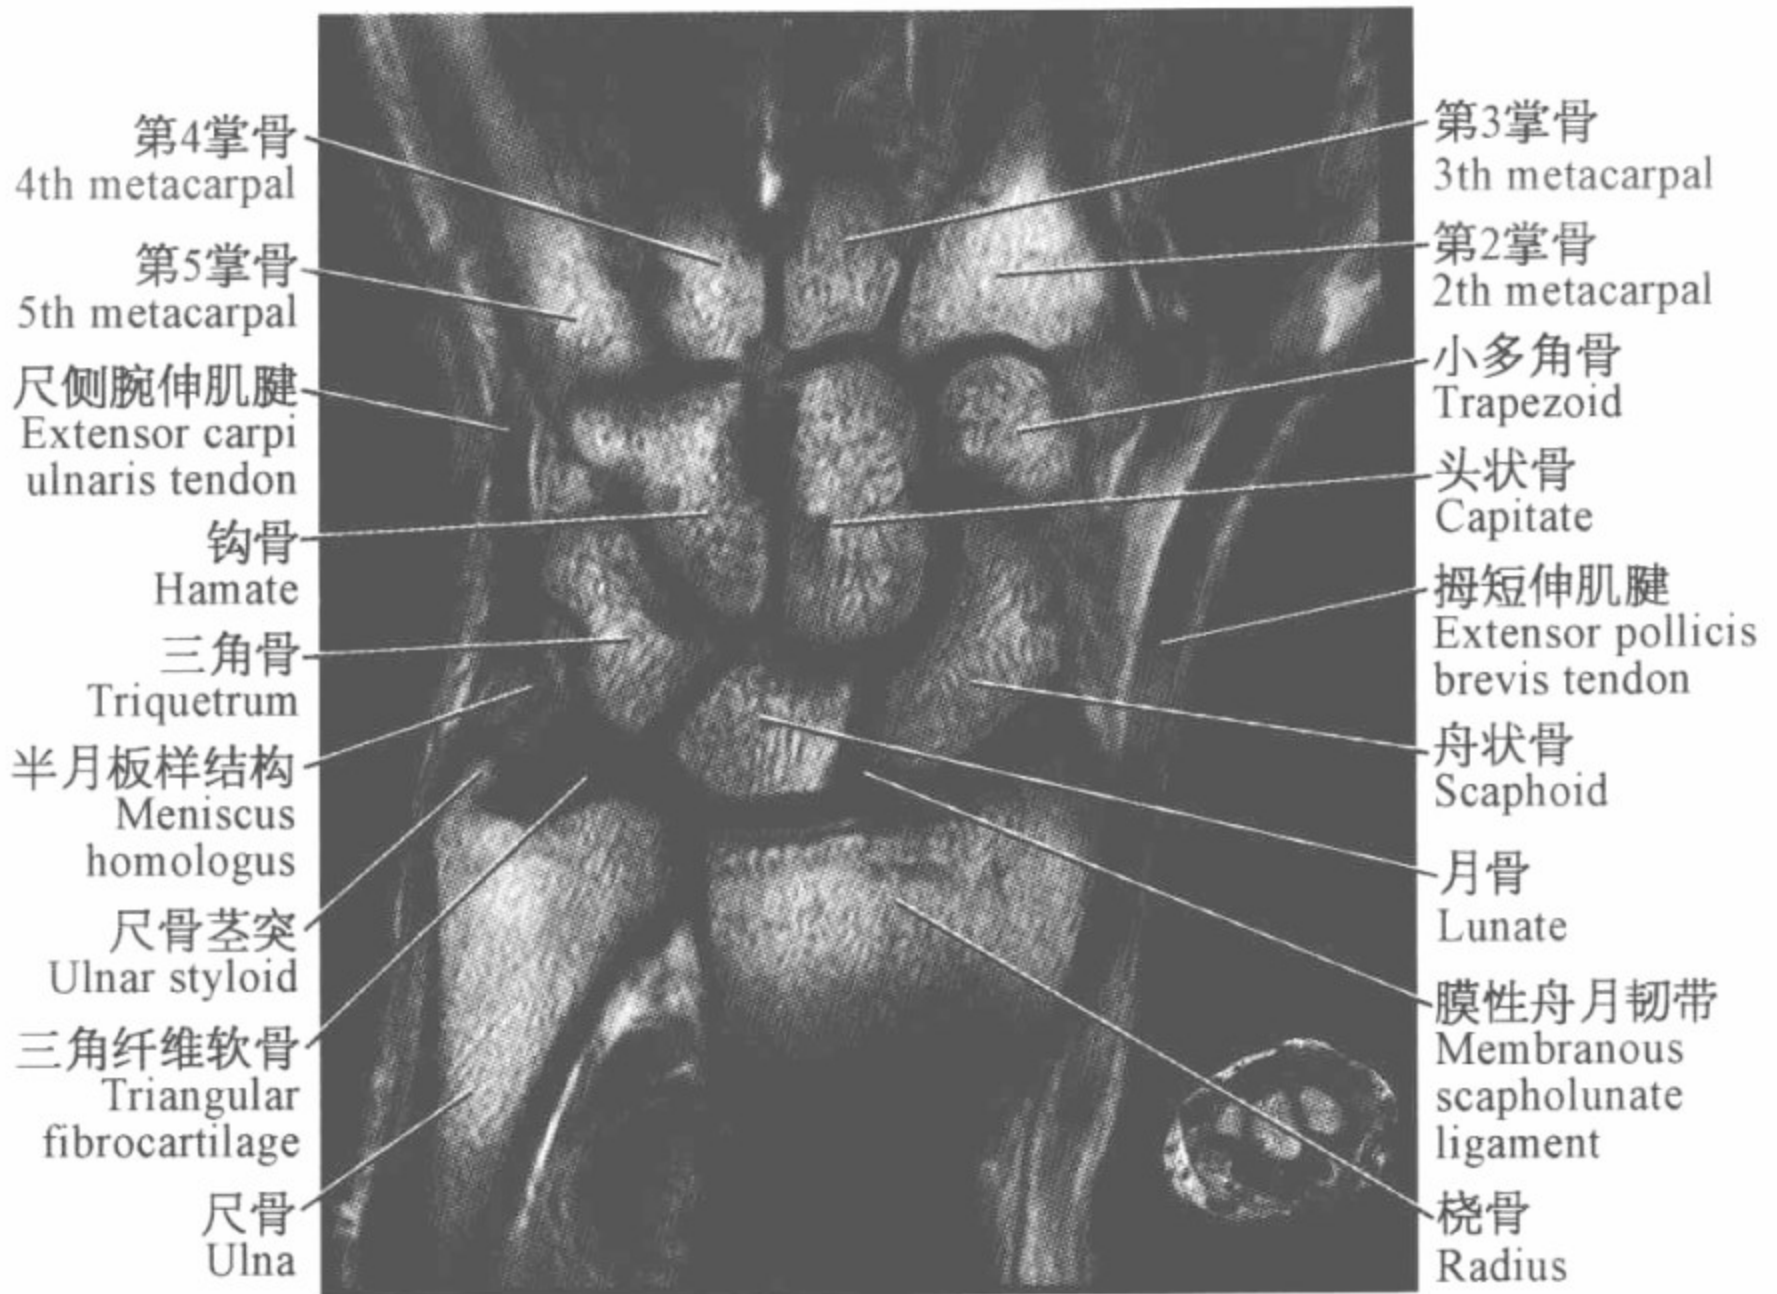 第4掌骨
4th metacarpal
第5掌骨
5th metacarpal
尺侧腕伸肌腱
Extensor carpi
ulnaris tendon
钩骨
Hamate
三角骨
Triquetrum
半月板样结构
Meniscus
homologus
尺骨茎突
Ulnar styloid
三角纤维软骨
Triangular
fibrocartilage
尺骨
Ulna
第3掌骨
3th metacarpal
第2掌骨
2th metacarpal
小多角骨
Trapezoid
头状骨
Capitate
拇短伸肌腱
Extensor pollicis
brevis tendon
舟状骨
Scaphoid
月骨
Lunate
膜性舟月韧带
Membranous
scapholunate
ligament
桡骨
Radius